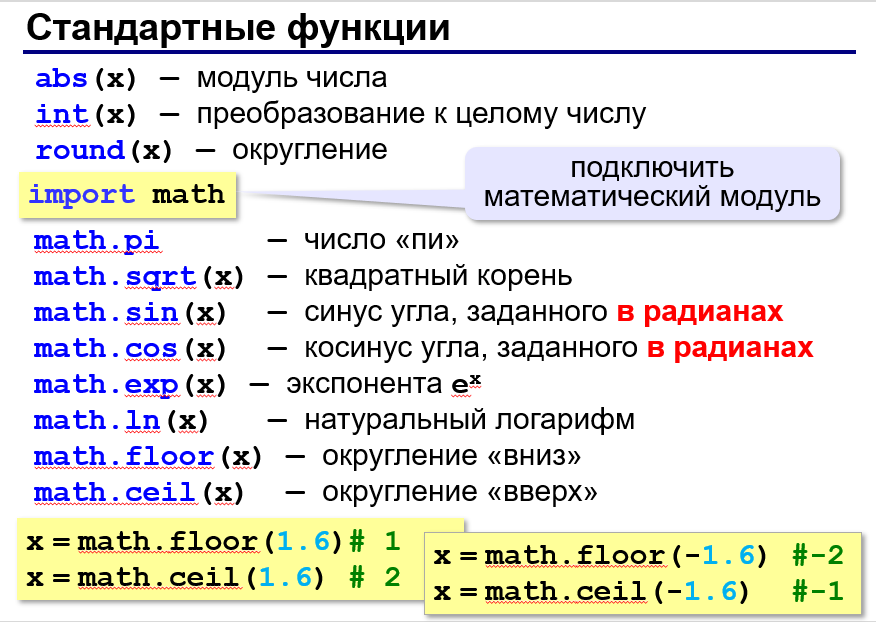 Стандартные функции
abs(x) — модуль числа
int(x) — преобразование к целому числу
round(x) — округление
import math
подключить
математический модуль
math.pi — число «пи»
math.sqrt(x) — квадратный корень
math.sin(x) — синус угла, заданного в радианах
math.cos(x) — косинус угла, заданного в радианах
math.exp(x) — экспонента eˣ
math.ln(x) — натуральный логарифм
math.floor(x) — округление «вниз»
math.ceil(x) — округление «вверх»
x = math.floor(1.6)# 1
x = math.ceil(1.6) # 2
x = math.floor(-1.6) #-2
x = math.ceil(-1.6) #-1